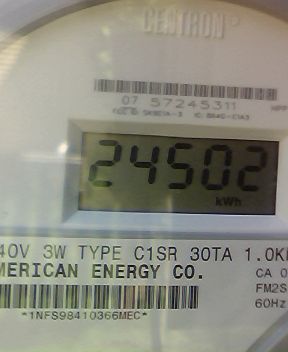 CENTRON®
07 57245311
24502
kWh
40V 3W TYPE C1SR 30TA 1.0K
MERICAN ENERGY CO.
CA 0
FM2S
60Hz
*1NFS98410366MEC*